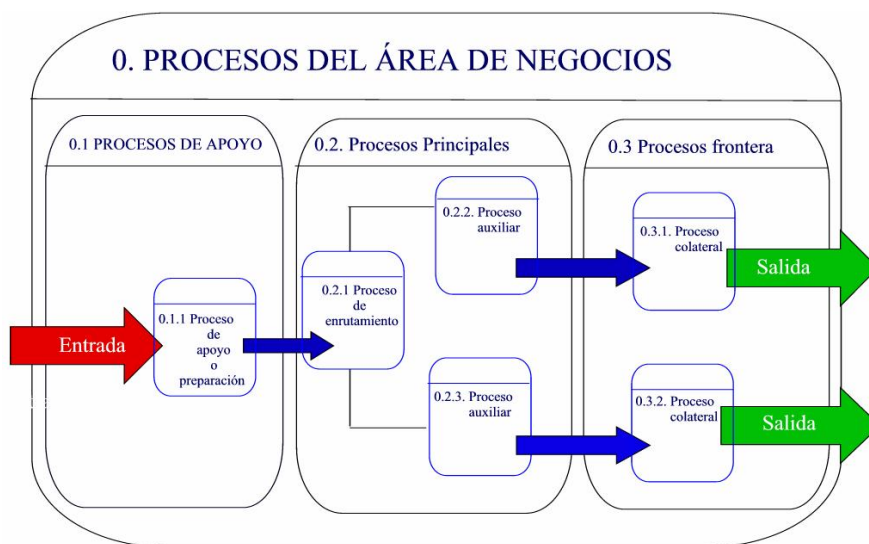 0. PROCESOS DEL ÁREA DE NEGOCIOS
0.1 PROCESOS DE APOYO
0.2. Procesos Principales
0.3 Procesos frontera
0.2.2. Proceso
auxiliar
0.3.1. Proceso
colateral
Salida
0.2.1 Proceso
de
enrutamiento
Entrada
0.1.1 Proceso
de
apoyo
o
preparación
0.2.3. Proceso
auxiliar
0.3.2. Proceso
colateral
Salida